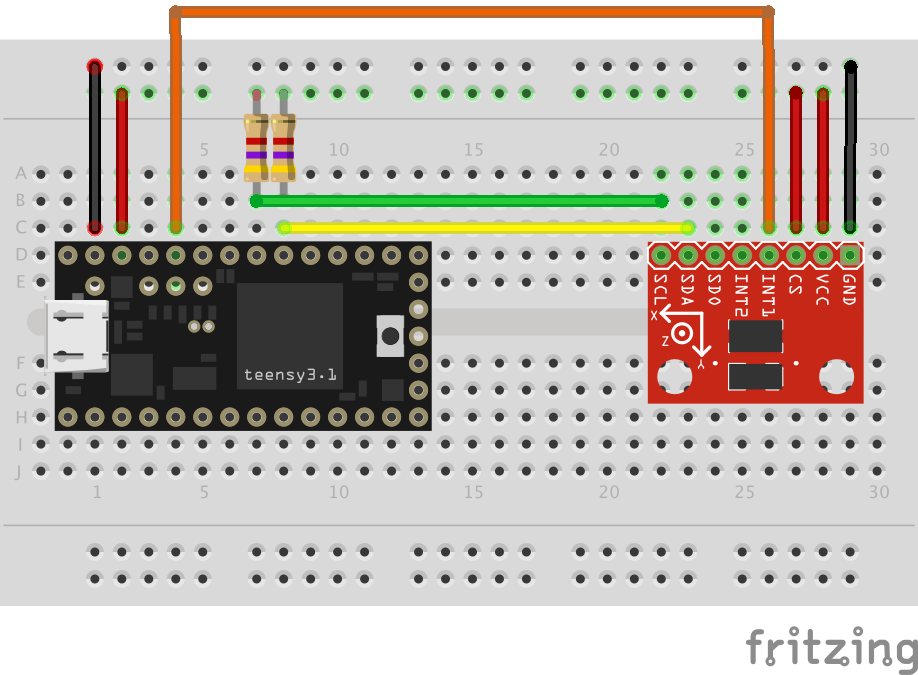 5 10 15 20 25 30
A
B
C
D
E
F
G
H
I
J
teensy3.1
SCL SDA SDO INT2 INT1 CS VCC GND
X
Z
Y
1 5 10 15 20 25 30
fritzing